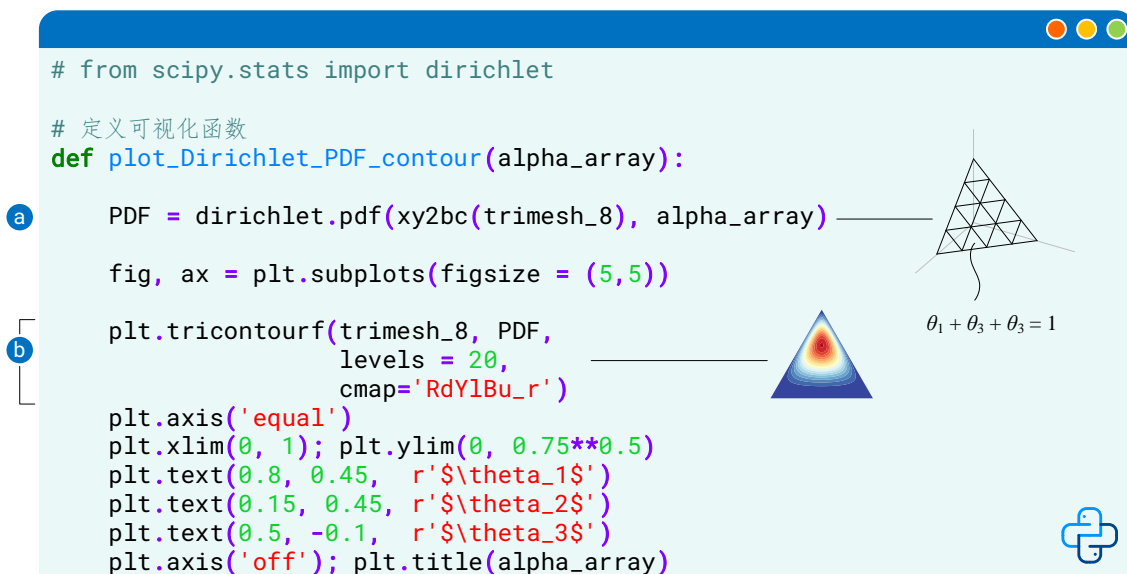 # from scipy.stats import dirichlet
# 定义可视化函数
def plot_Dirichlet_PDF_contour(alpha_array):
a
PDF = dirichlet.pdf(xy2bc(trimesh_8), alpha_array)
fig, ax = plt.subplots(figsize = (5,5))
θ1 + θ3 + θ3 = 1
b
plt.tricontourf(trimesh_8, PDF,
levels = 20,
cmap='RdYlBu_r')
plt.axis('equal')
plt.xlim(0, 1); plt.ylim(0, 0.75**0.5)
plt.text(0.8, 0.45,  r'$\theta_1$')
plt.text(0.15, 0.45, r'$\theta_2$')
plt.text(0.5, -0.1,  r'$\theta_3$')
plt.axis('off'); plt.title(alpha_array)